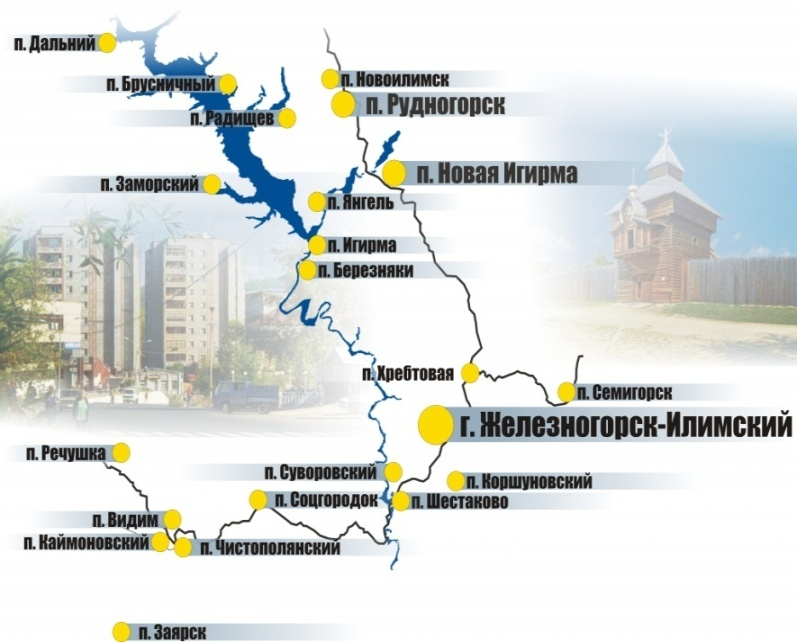 п. Дальний
п. Новоилимск
п. Брусничный
п. Рудногорск
п. Радищев
п. Новая Игирма
п. Заморский
п. Янгель
п. Игирма
п. Березняки
п. Хребтовая
п. Семигорск
г. Железногорск-Илимский
п. Речушка
п. Суворовский
п. Коршуновский
п. Соцгородок
п. Шестаково
п. Видим
п. Каймоновский
п. Чистополянский
п. Заярск